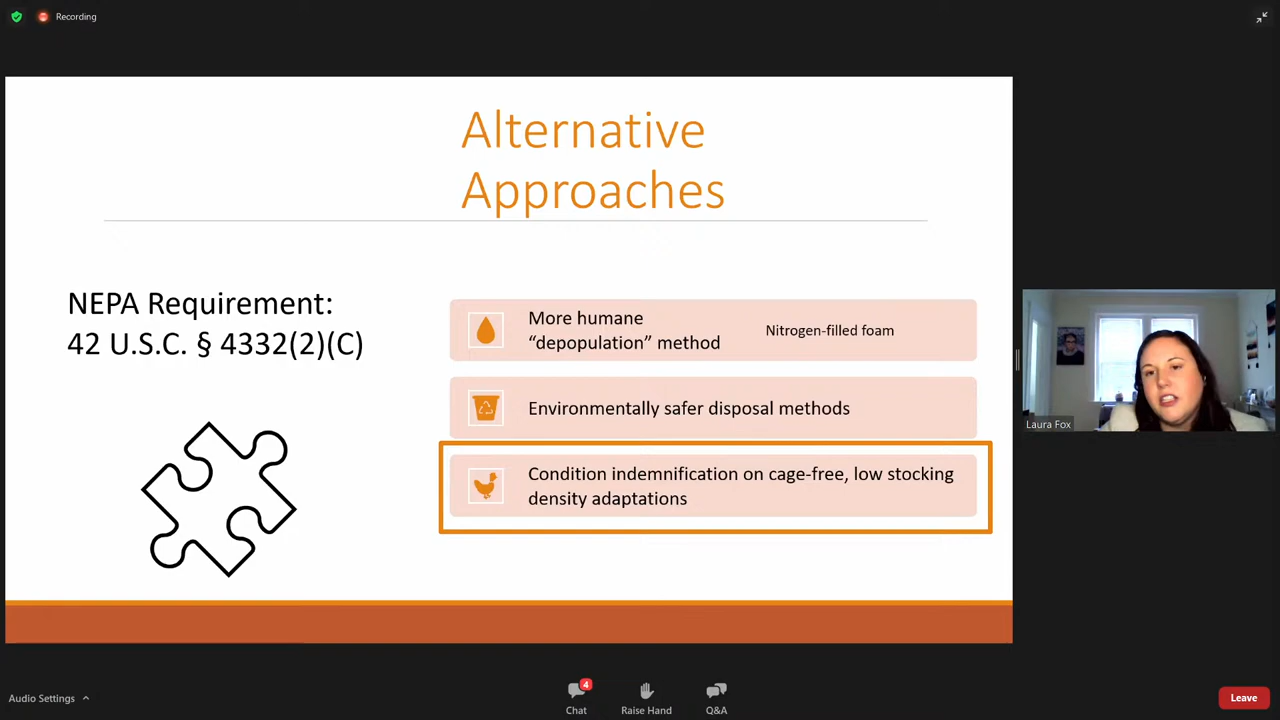 Recording
Alternative
Approaches
NEPA Requirement:
42 U.S.C. § 4332(2)(C)
More humane
“depopulation” method
Nitrogen-filled foam
Environmentally safer disposal methods
Condition indemnification on cage-free, low stocking
density adaptations
Laura Fox
Audio Settings
4
Chat
Raise Hand
Q&A
Leave